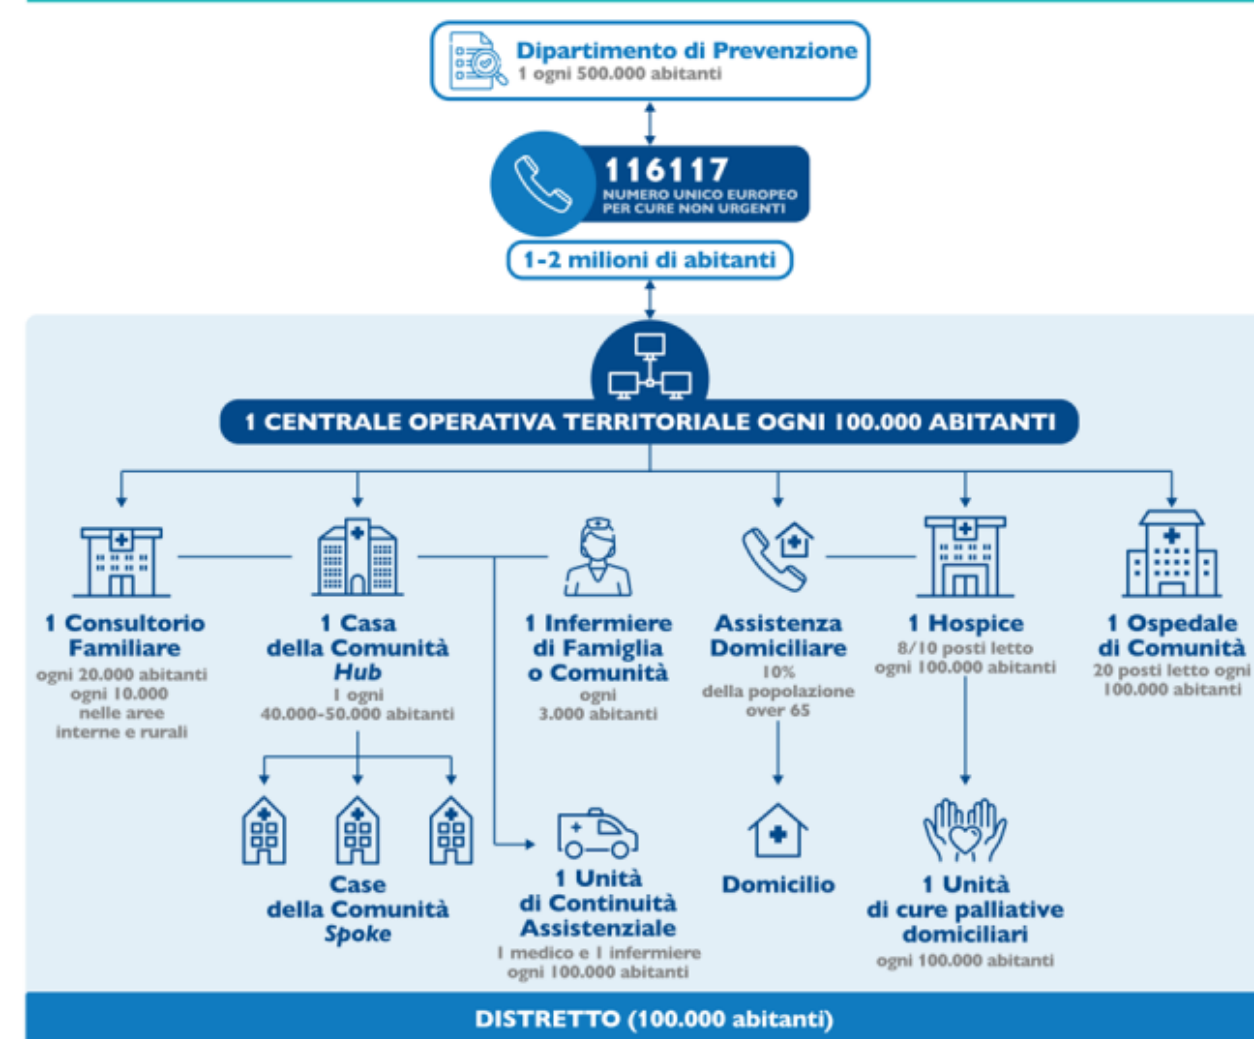 Dipartimento di Prevenzione
1 ogni 500.000 abitanti
116117
NUMERO UNICO EUROPEO
PER CURE NON URGENTI
1-2 milioni di abitanti
1 CENTRALE OPERATIVA TERRITORIALE OGNI 100.000 ABITANTI
1 Consultorio
Familiare
ogni 20.000 abitanti
ogni 10.000
nelle aree
interne e rurali
1 Casa
della Comunità
Hub
1 ogni
40.000-50.000 abitanti
1 Infermiere
di Famiglia
o Comunità
ogni
3.000 abitanti
Assistenza
Domiciliare
10%
della popolazione
over 65
1 Hospice
8/10 posti letto
ogni 100.000 abitanti
1 Ospedale
di Comunità
20 posti letto ogni
100.000 abitanti
Case
della Comunità
Spoke
1 Unità
di Continuità
Assistenziale
1 medico e 1 infermiere
ogni 100.000 abitanti
Domicilio
1 Unità
di cure palliative
domiciliari
ogni 100.000 abitanti
DISTRETTO (100.000 abitanti)